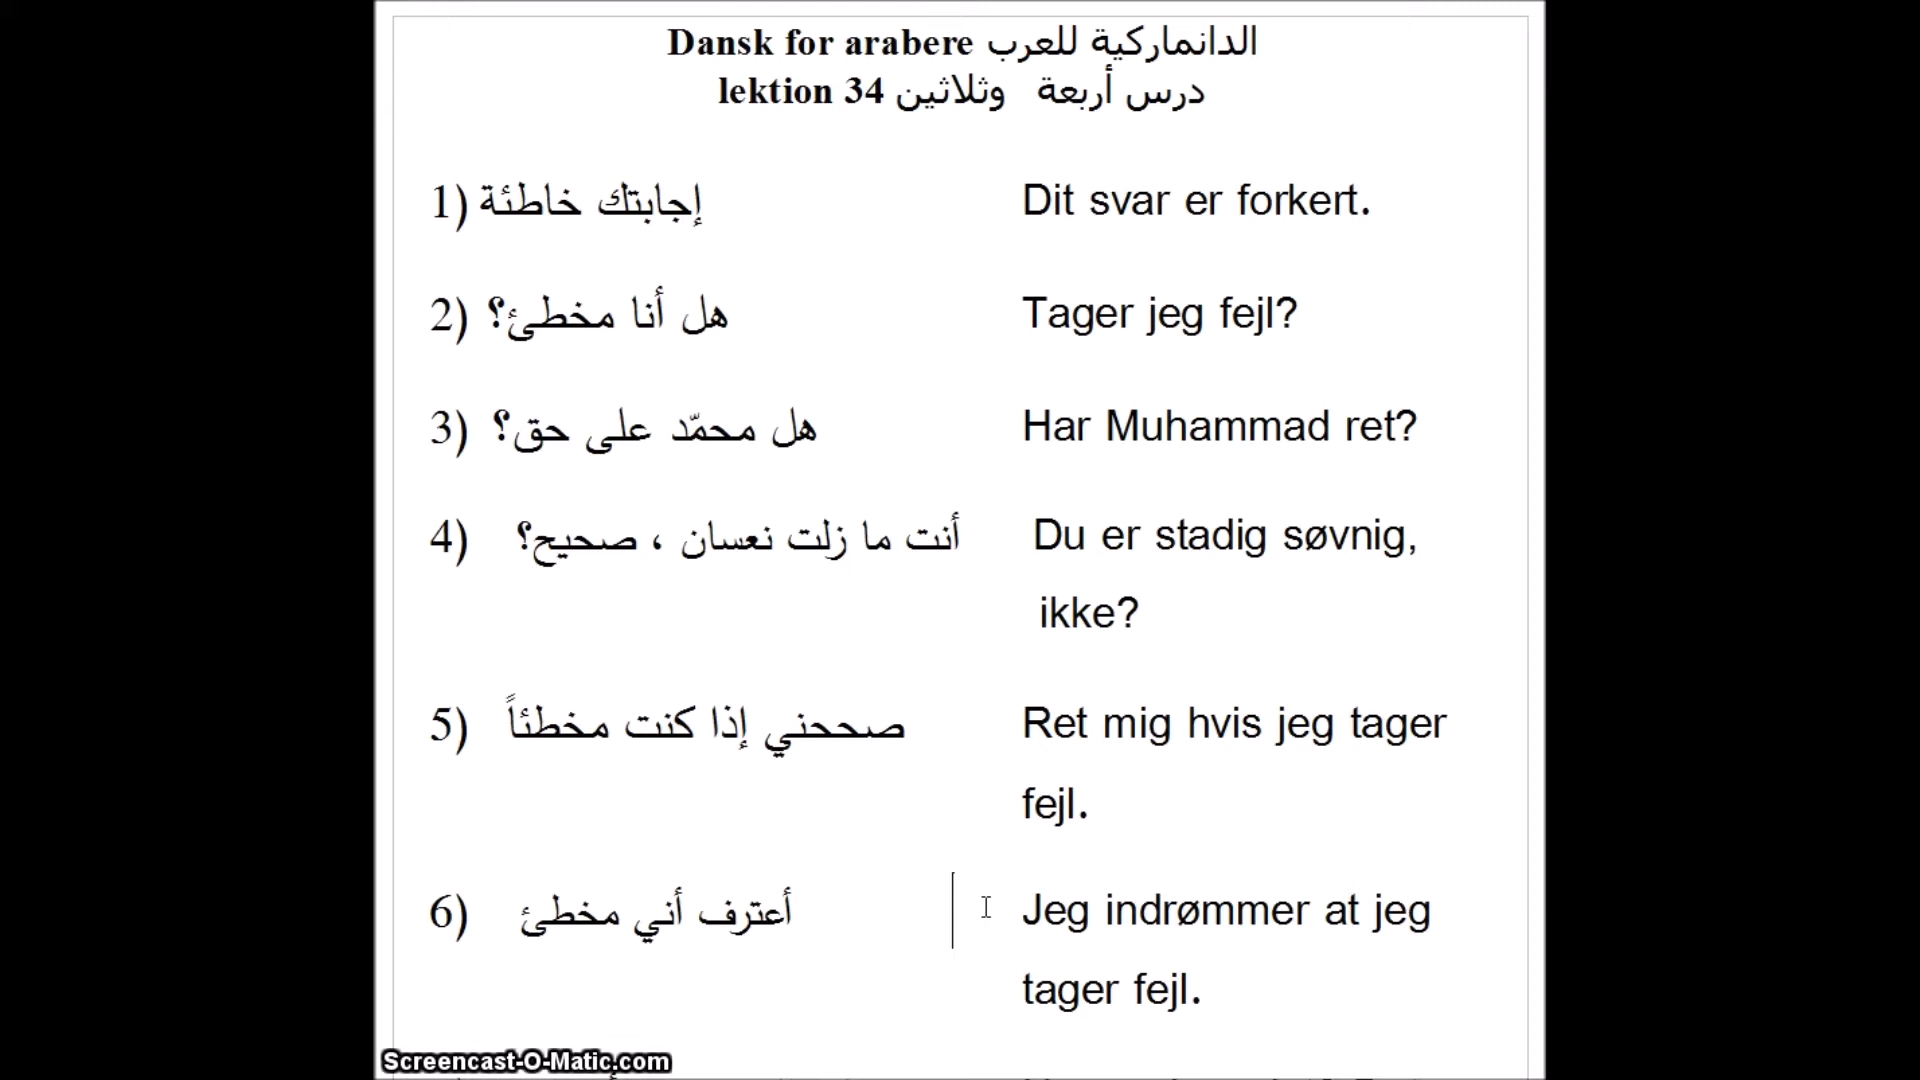 Dansk for arabere الدانماركية للعرب
lektion 34 درس أربعة وثلاثين
1) إجابتك خاطئة Dit svar er forkert.
2) هل أنا مخطئ؟ Tager jeg fejl?
3) هل محمّد على حق؟ Har Muhammad ret?
4) أنت ما زلت نعسان ، صحيح؟ Du er stadig søvnig,
ikke?
5) صححني إذا كنت مخطئاً Ret mig hvis jeg tager
fejl.
6) أعترف أني مخطئ Jeg indrømmer at jeg
tager fejl.
Screencast-O-Matic.com